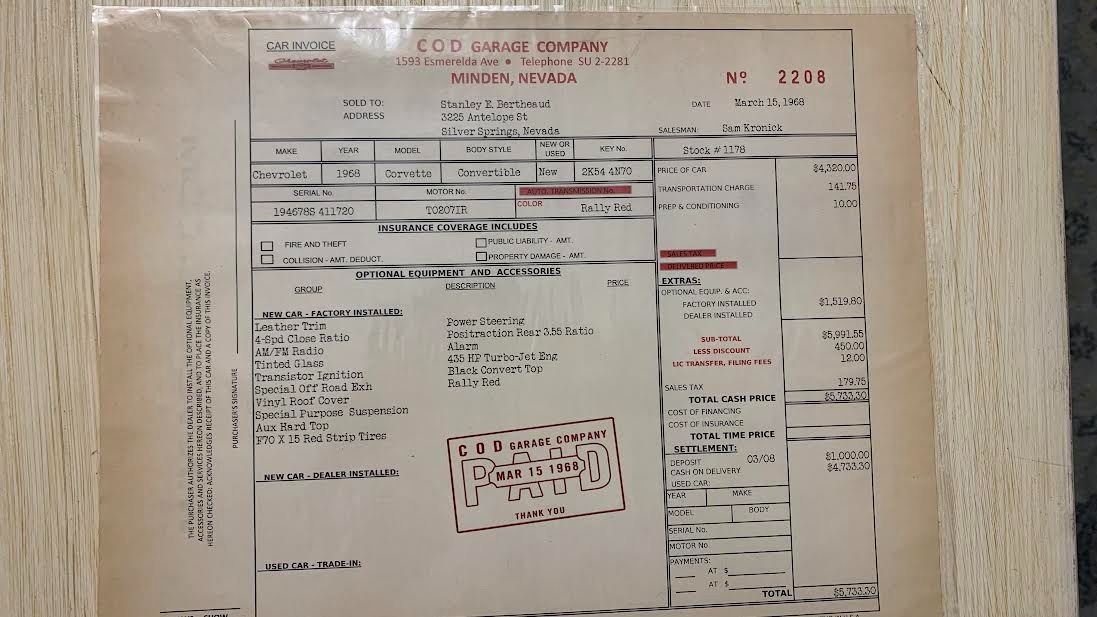 CAR INVOICE
Chevrolet
COD GARAGE COMPANY
1593 Esmerelda Ave • Telephone SU 2-2281
MINDEN, NEVADA
Nº 2208
SOLD TO: Stanley E. Bertheaud
ADDRESS 3225 Antelope St
Silver Springs, Nevada
DATE March 15, 1968
SALESMAN: Sam Kronick
MAKE YEAR MODEL BODY STYLE NEW OR USED KEY No. Stock # 1178
Chevrolet 1968 Corvette Convertible New 2K54 4N70
SERIAL No. MOTOR No. AUTO. TRANSMISSION No.
COLOR
194678S 411720 T0207IR Rally Red
PRICE OF CAR $4,320.00
TRANSPORTATION CHARGE 141.75
PREP & CONDITIONING 10.00
INSURANCE COVERAGE INCLUDES
FIRE AND THEFT PUBLIC LIABILITY - AMT.
COLLISION - AMT. DEDUCT. PROPERTY DAMAGE - AMT.
SALES TAX
DELIVERED PRICE
OPTIONAL EQUIPMENT AND ACCESSORIES
GROUP DESCRIPTION PRICE
NEW CAR - FACTORY INSTALLED:
Leather Trim
4-Spd Close Ratio
AM/FM Radio
Tinted Glass
Transistor Ignition
Special Off Road Exh
Vinyl Roof Cover
Special Purpose Suspension
Aux Hard Top
F70 X 15 Red Strip Tires
Power Steering
Positraction Rear 3.55 Ratio
Alarm
435 HP Turbo-Jet Eng
Black Convert Top
Rally Red
NEW CAR - DEALER INSTALLED:
USED CAR - TRADE-IN:
COD GARAGE COMPANY
PAID
MAR 15 1968
THANK YOU
EXTRAS:
OPTIONAL EQUIP. & ACC:
FACTORY INSTALLED $1,519.80
DEALER INSTALLED
SUB-TOTAL $5,991.55
LESS DISCOUNT 450.00
LIC TRANSFER, FILING FEES 12.00
SALES TAX 179.75
TOTAL CASH PRICE $5,733.30
COST OF FINANCING
COST OF INSURANCE
TOTAL TIME PRICE
SETTLEMENT:
DEPOSIT 03/08 $1,000.00
CASH ON DELIVERY $4,733.30
USED CAR:
YEAR MAKE
MODEL BODY
SERIAL No.
MOTOR No
PAYMENTS:
AT $
AT $
TOTAL $5,733.30
THE PURCHASER AUTHORIZES THE DEALER TO INSTALL THE OPTIONAL EQUIPMENT,
ACCESSORIES AND SERVICES HEREON DESCRIBED, AND TO PLACE THE INSURANCE AS
HEREON CHECKED; ACKNOWLEDGES RECEIPT OF THIS CAR AND A COPY OF THIS INVOICE.
PURCHASER'S SIGNATURE